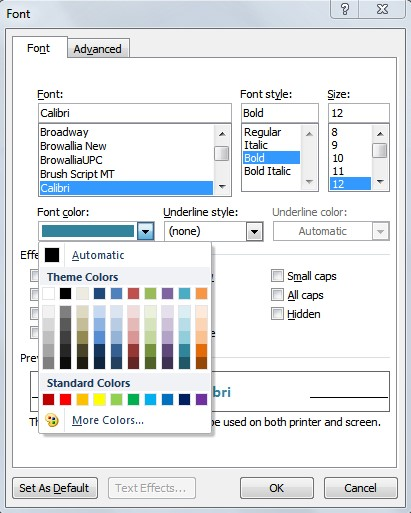 Font
Font Advanced
Font: Font style: Size:
Calibri Bold 12
Broadway Regular 8
Browallia New Italic 9
BrowalliaUPC Bold 10
Brush Script MT Bold Italic 11
Calibri 12
Font color: Underline style: Underline color:
(none) Automatic
Automatic
Effe
Theme Colors
Small caps
All caps
Hidden
Prev
Standard Colors
bri
More Colors...
Th be used on both printer and screen.
Set As Default Text Effects... OK Cancel